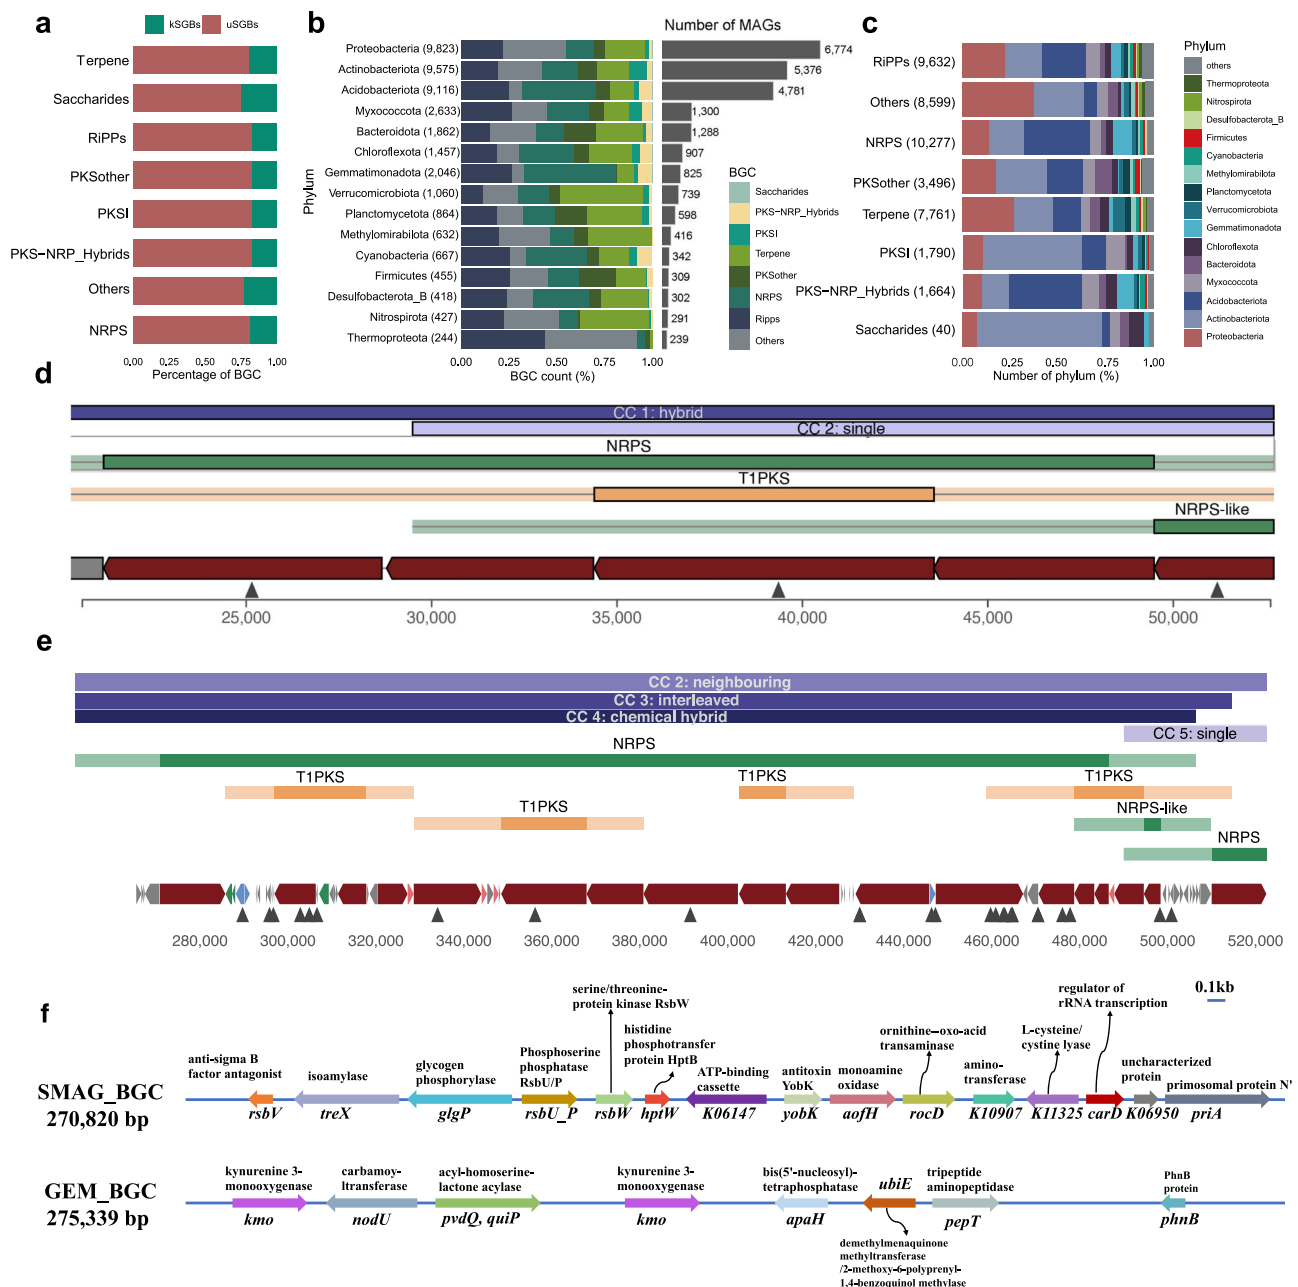 a
kSGBs
uSGBs
Terpene
Saccharides
RiPPs
PKSother
PKSI
PKS-NRP_Hybrids
Others
NRPS
0.00 0.25 0.50 0.75 1.00
Percentage of BGC
b
Number of MAGs
Phylum
Proteobacteria (9,823)
Actinobacteriota (9,575)
Acidobacteriota (9,116)
Myxococcota (2,633)
Bacteroidota (1,862)
Chloroflexota (1,457)
Gemmatimonadota (2,046)
Verrucomicrobiota (1,060)
Planctomycetota (864)
Methylomirabilota (632)
Cyanobacteria (667)
Firmicutes (455)
Desulfobacterota_B (418)
Nitrospirota (427)
Thermoproteota (244)
0.00 0.25 0.50 0.75 1.00
BGC count (%)
6,774
5,376
4,781
1,300
1,288
907
825
739
598
416
342
309
302
291
239
BGC
Saccharides
PKS-NRP_Hybrids
PKSI
Terpene
PKSother
NRPS
Ripps
Others
c
RiPPs (9,632)
Others (8,599)
NRPS (10,277)
PKSother (3,496)
Terpene (7,761)
PKSI (1,790)
PKS-NRP_Hybrids (1,664)
Saccharides (40)
0.00 0.25 0.50 0.75 1.00
Number of phylum (%)
Phylum
others
Thermoproteota
Nitrospirota
Desulfobacterota_B
Firmicutes
Cyanobacteria
Methylomirabilota
Planctomycetota
Verrucomicrobiota
Gemmatimonadota
Chloroflexota
Bacteroidota
Myxococcota
Acidobacteriota
Actinobacteriota
Proteobacteria
d
CC 1: hybrid
CC 2: single
NRPS
T1PKS
NRPS-like
25,000 30,000 35,000 40,000 45,000 50,000
e
CC 2: neighbouring
CC 3: interleaved
CC 4: chemical hybrid
CC 5: single
NRPS
T1PKS T1PKS T1PKS
T1PKS
NRPS-like
NRPS
280,000 300,000 320,000 340,000 360,000 380,000 400,000 420,000 440,000 460,000 480,000 500,000 520,000
f
0.1kb
SMAG_BGC
270,820 bp
anti-sigma B
factor antagonist
isoamylase
glycogen
phosphorylase
Phosphoserine
phosphatase
RsbU/P
serine/threonine-
protein kinase RsbW
histidine
phosphotransfer
protein HptB
ATP-binding
cassette
antitoxin
YobK
monoamine
oxidase
ornithine--oxo-acid
transaminase
amino-
transferase
L-cysteine/
cystine lyase
regulator of
rRNA transcription
uncharacterized
protein
primosomal protein N'
rsbV treX glgP rsbU_P rsbW hptW K06147 yobK aofH rocD K10907 K11325 carD K06950 priA
GEM_BGC
275,339 bp
kynurenine 3-
monooxygenase
carbamoy-
ltransferase
acyl-homoserine-
lactone acylase
kynurenine 3-
monooxygenase
bis(5'-nucleosyl)-
tetraphosphatase
ubiE
tripeptide
aminopeptidase
PhnB
protein
kmo nodU pvdQ, quiP kmo apaH pepT phnB
demethylmenaquinone
methyltransferase
/2-methoxy-6-polyprenyl-
1,4-benzoquinol methylase